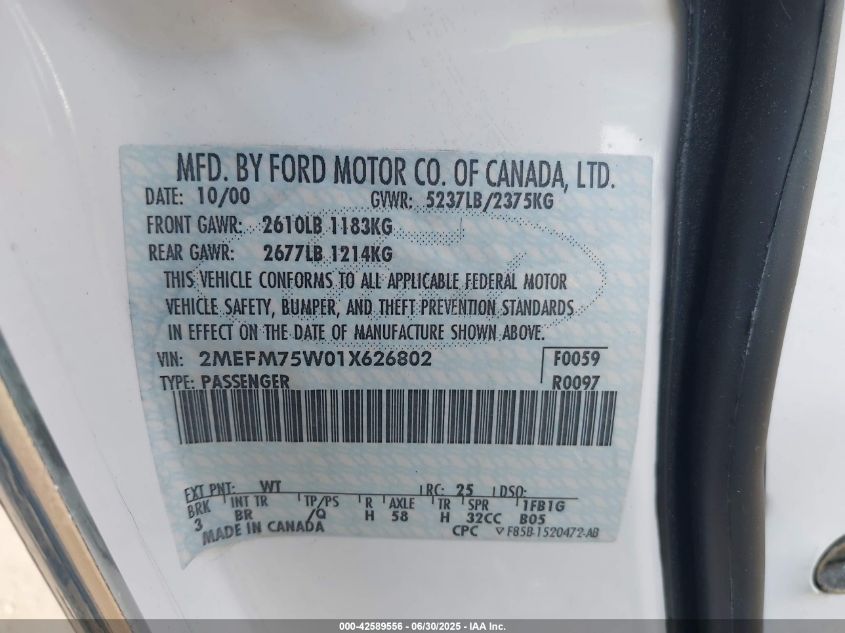 MFD. BY FORD MOTOR CO. OF CANADA, LTD.
DATE: 10/00 GVWR: 5237LB/2375KG
FRONT GAWR: 2610LB 1183KG
REAR GAWR: 2677LB 1214KG
THIS VEHICLE CONFORMS TO ALL APPLICABLE FEDERAL MOTOR
VEHICLE SAFETY, BUMPER, AND THEFT PREVENTION STANDARDS
IN EFFECT ON THE DATE OF MANUFACTURE SHOWN ABOVE.
VIN: 2MEFM75W01X626802 F0059
TYPE: PASSENGER R0097
EXT PNT: WT RC: 25 DSO:
BRK INT TR TP/PS R AXLE TR SPR 1FB1G
3 BR /Q H 58 H 32CC B05
MADE IN CANADA CPC ▽ F85B-1520472-AB
000-42589556 - 06/30/2025 - IAA Inc.